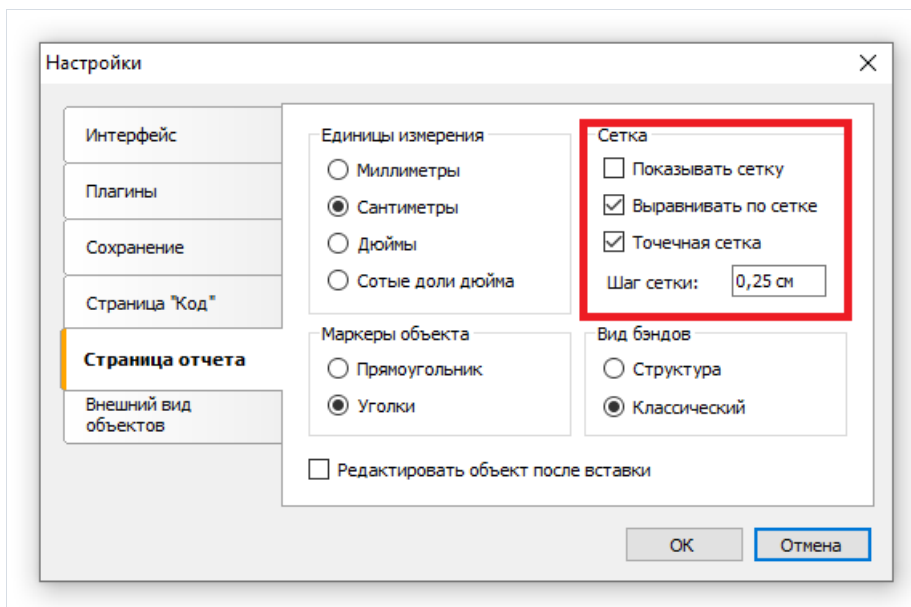 Настройки
Интерфейс
Плагины
Сохранение
Страница "Код"
Страница отчета
Внешний вид
объектов
Единицы измерения
Миллиметры
Сантиметры
Дюймы
Сотые доли дюйма
Сетка
Показывать сетку
Выравнивать по сетке
Точечная сетка
Шаг сетки: 0,25 см
Маркеры объекта
Прямоугольник
Уголки
Вид бэндов
Структура
Классический
Редактировать объект после вставки
ОК
Отмена